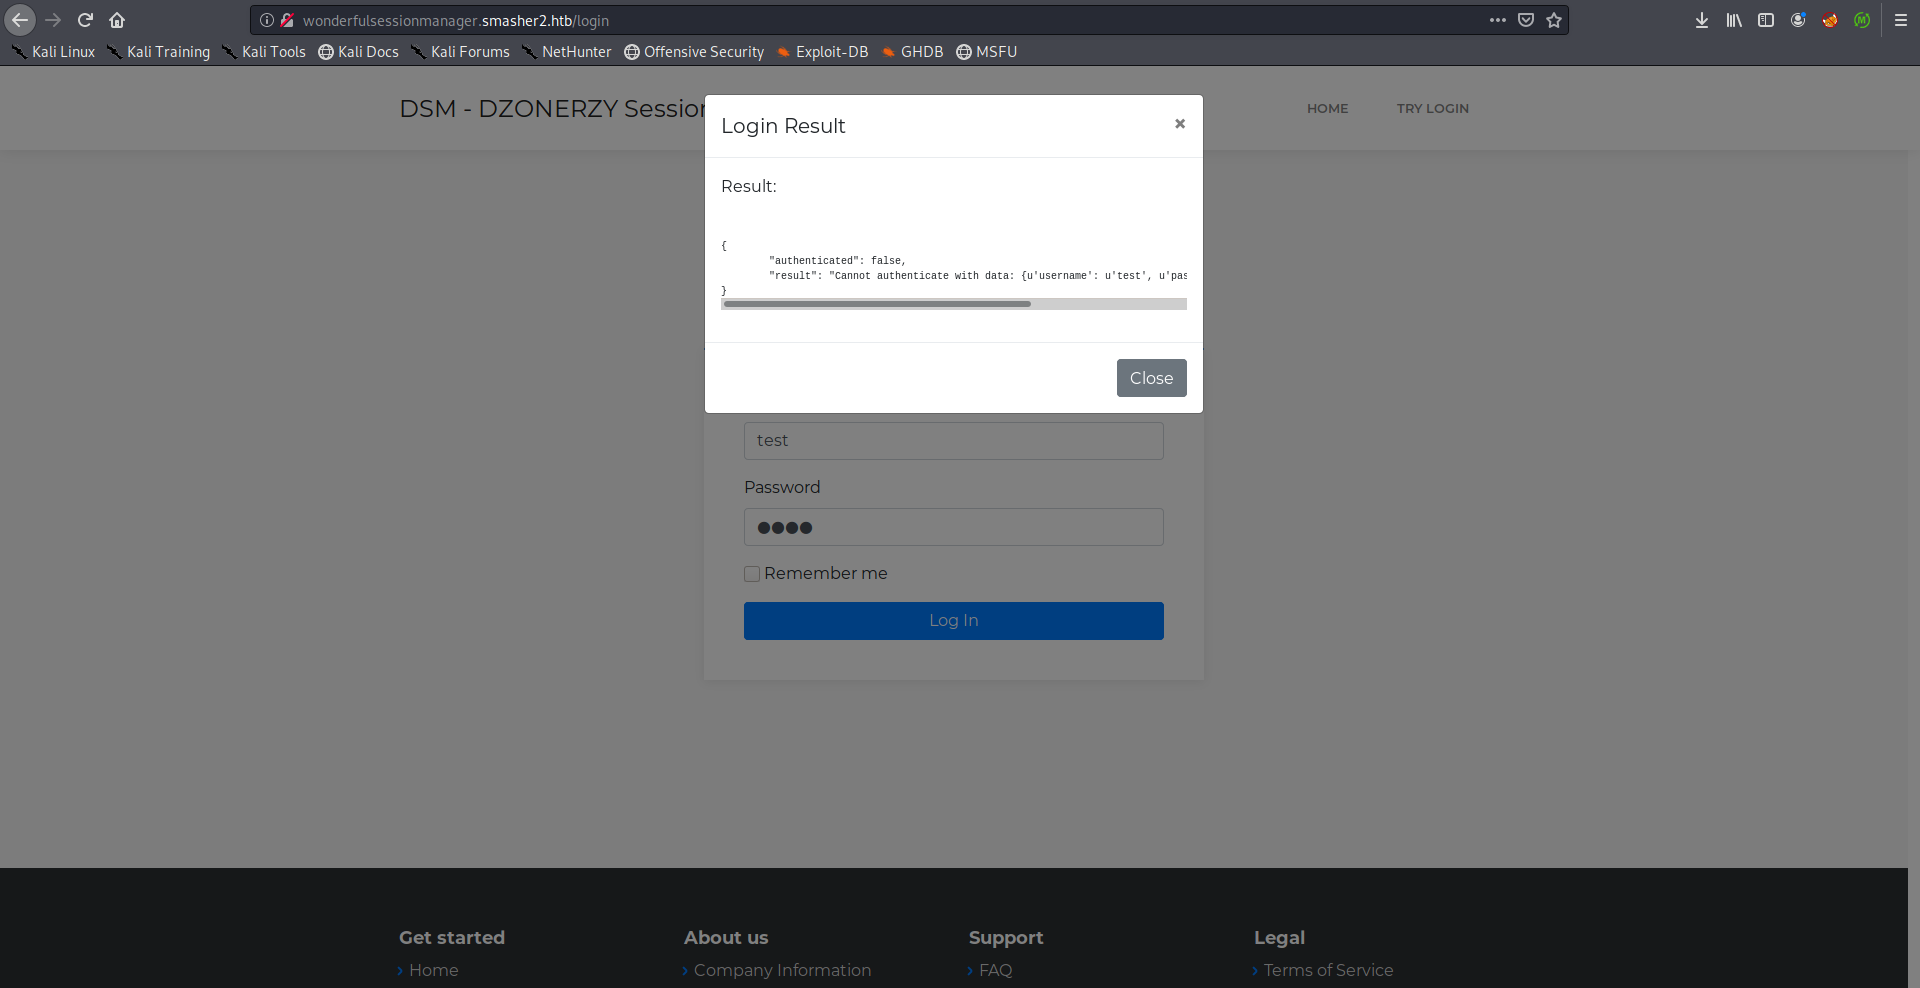 wonderfulsessionmanager.smasher2.htb/login
Kali Linux Kali Training Kali Tools Kali Docs Kali Forums NetHunter Offensive Security Exploit-DB GHDB MSFU
DSM - DZONERZY Session
HOME TRY LOGIN
Login Result ×
Result:
{
"authenticated": false,
"result": "Cannot authenticate with data: {u'username': u'test', u'pas
}
Close
test
Password
Remember me
Log In
Get started About us Support Legal
Home Company Information FAQ Terms of Service